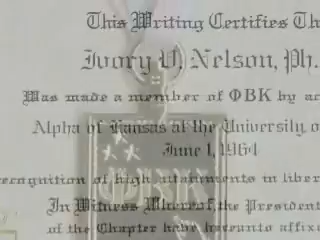 This Writing Certifies Th
Ivory V. Nelson, Ph.
Was made a member of ΦBK by ac
Alpha of Kansas at the University o
June 1, 1964
recognition of high attainments in liber
In Witness Whereof, the President
of the Chapter have hereunto affix
ΦBK